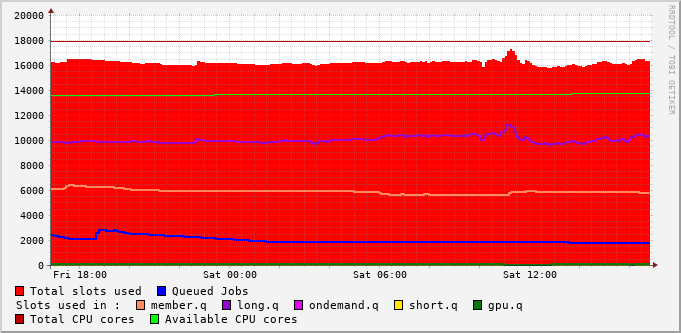 20000
18000
16000
14000
12000
10000
8000
6000
4000
2000
0
Fri 18:00 Sat 00:00 Sat 06:00 Sat 12:00
RRDTOOL / TOBI OETIKER
Total slots used Queued Jobs
Slots used in : member.q long.q ondemand.q short.q gpu.q
Total CPU cores Available CPU cores